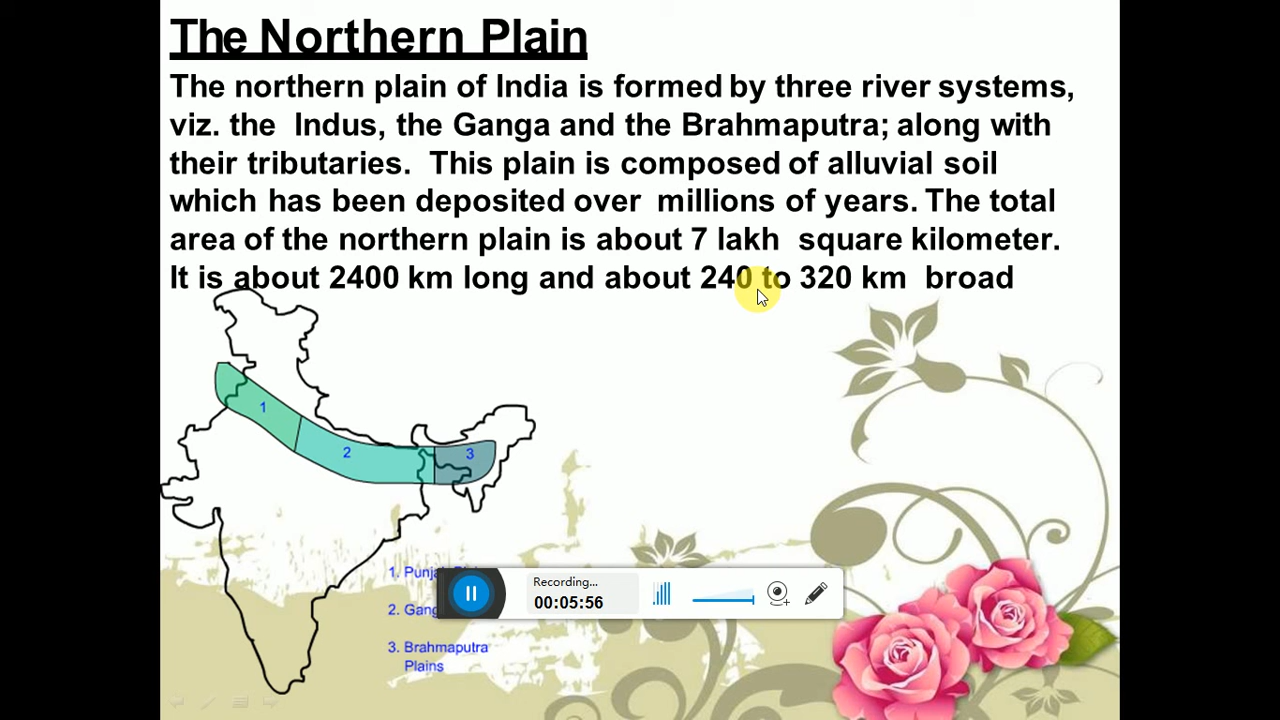 The Northern Plain
The northern plain of India is formed by three river systems,
viz. the Indus, the Ganga and the Brahmaputra; along with
their tributaries. This plain is composed of alluvial soil
which has been deposited over millions of years. The total
area of the northern plain is about 7 lakh square kilometer.
It is about 2400 km long and about 240 to 320 km broad
1
2
3
1.
2.
3. Brahmaputra
Plains
Recording...
00:05:56